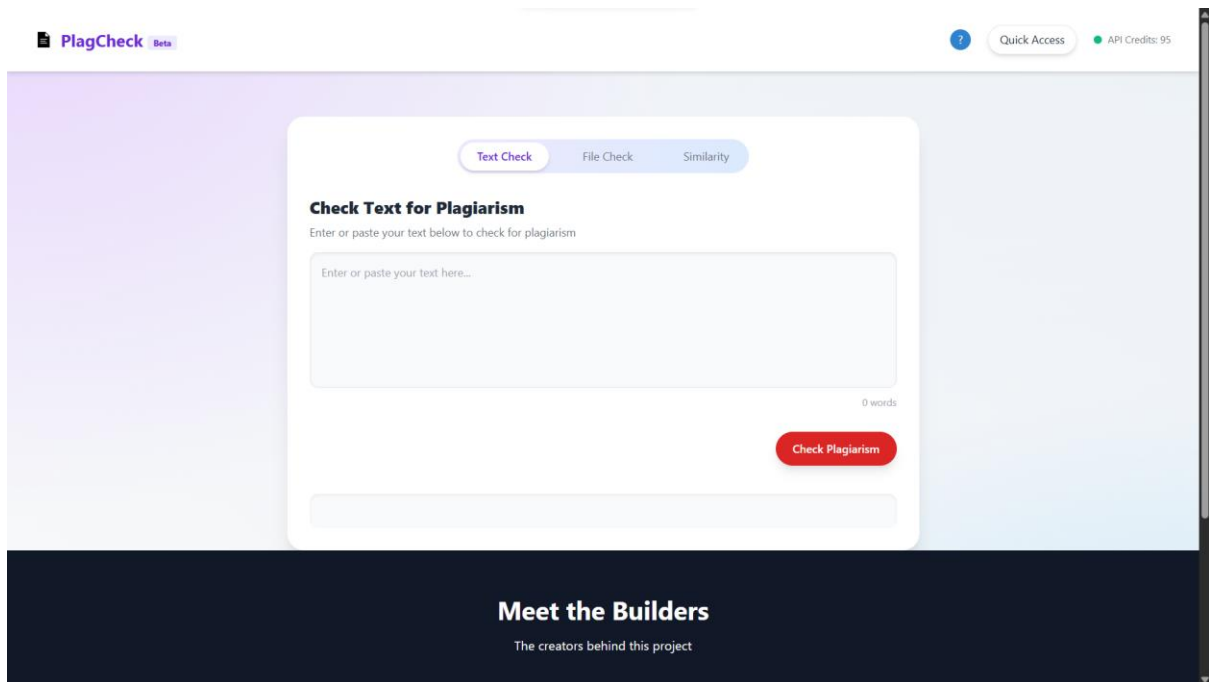 PlagCheck Beta
? Quick Access API Credits: 95
Text Check File Check Similarity
Check Text for Plagiarism
Enter or paste your text below to check for plagiarism
Enter or paste your text here...
0 words
Check Plagiarism
Meet the Builders
The creators behind this project